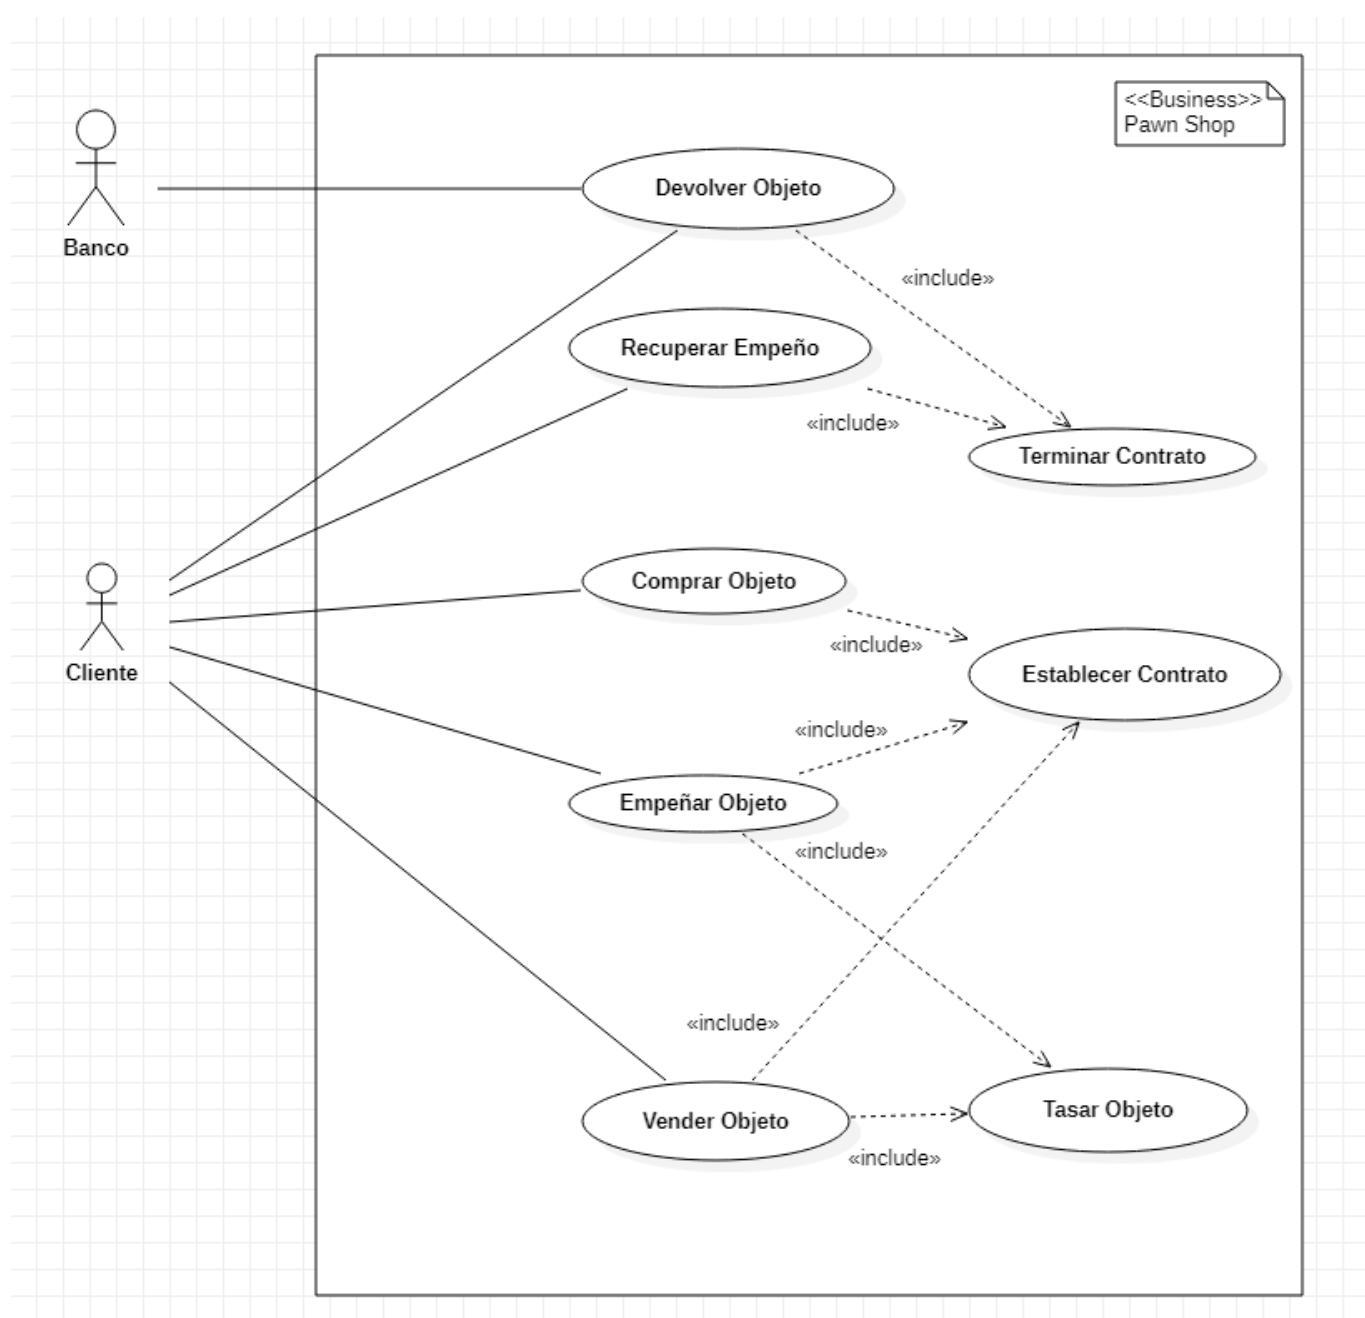 <<Business>>
Pawn Shop
Devolver Objeto
Banco
«include»
Recuperar Empeño
«include»
Terminar Contrato
Comprar Objeto
«include»
Cliente
Establecer Contrato
«include»
Empeñar Objeto
«include»
«include»
Tasar Objeto
Vender Objeto
«include»